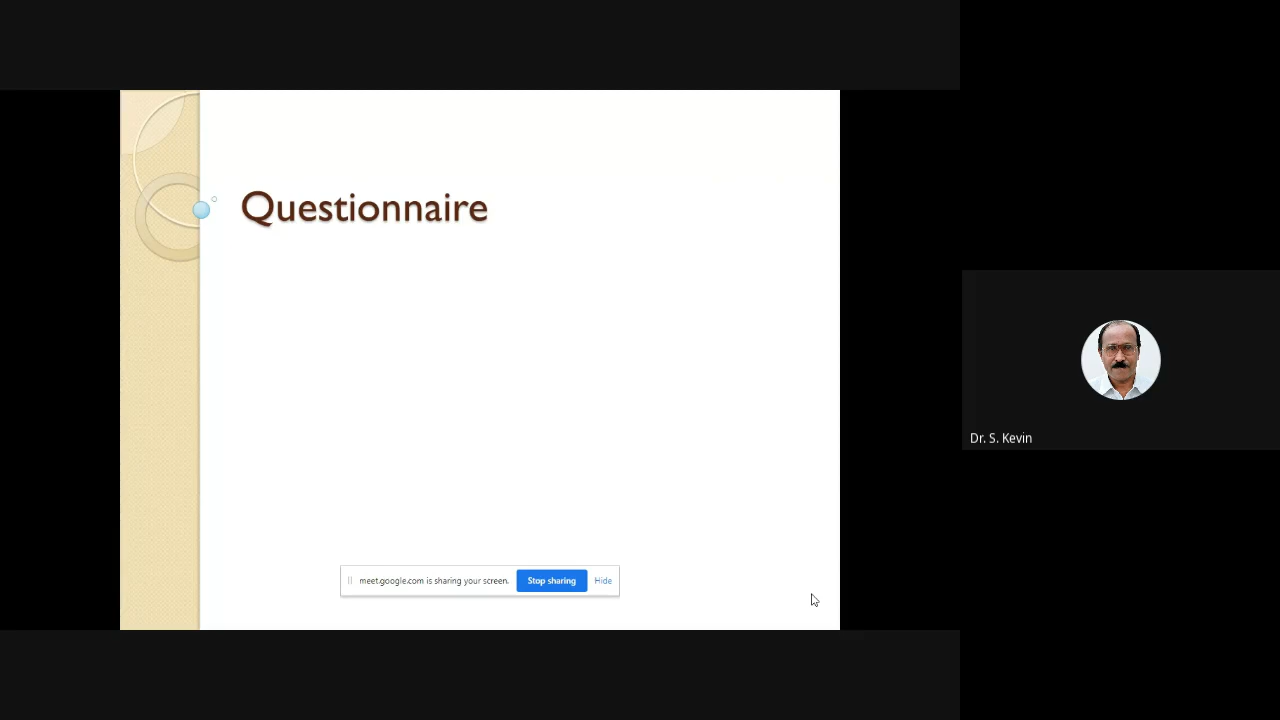 Questionnaire
meet.google.com is sharing your screen. Stop sharing Hide
Dr. S. Kevin